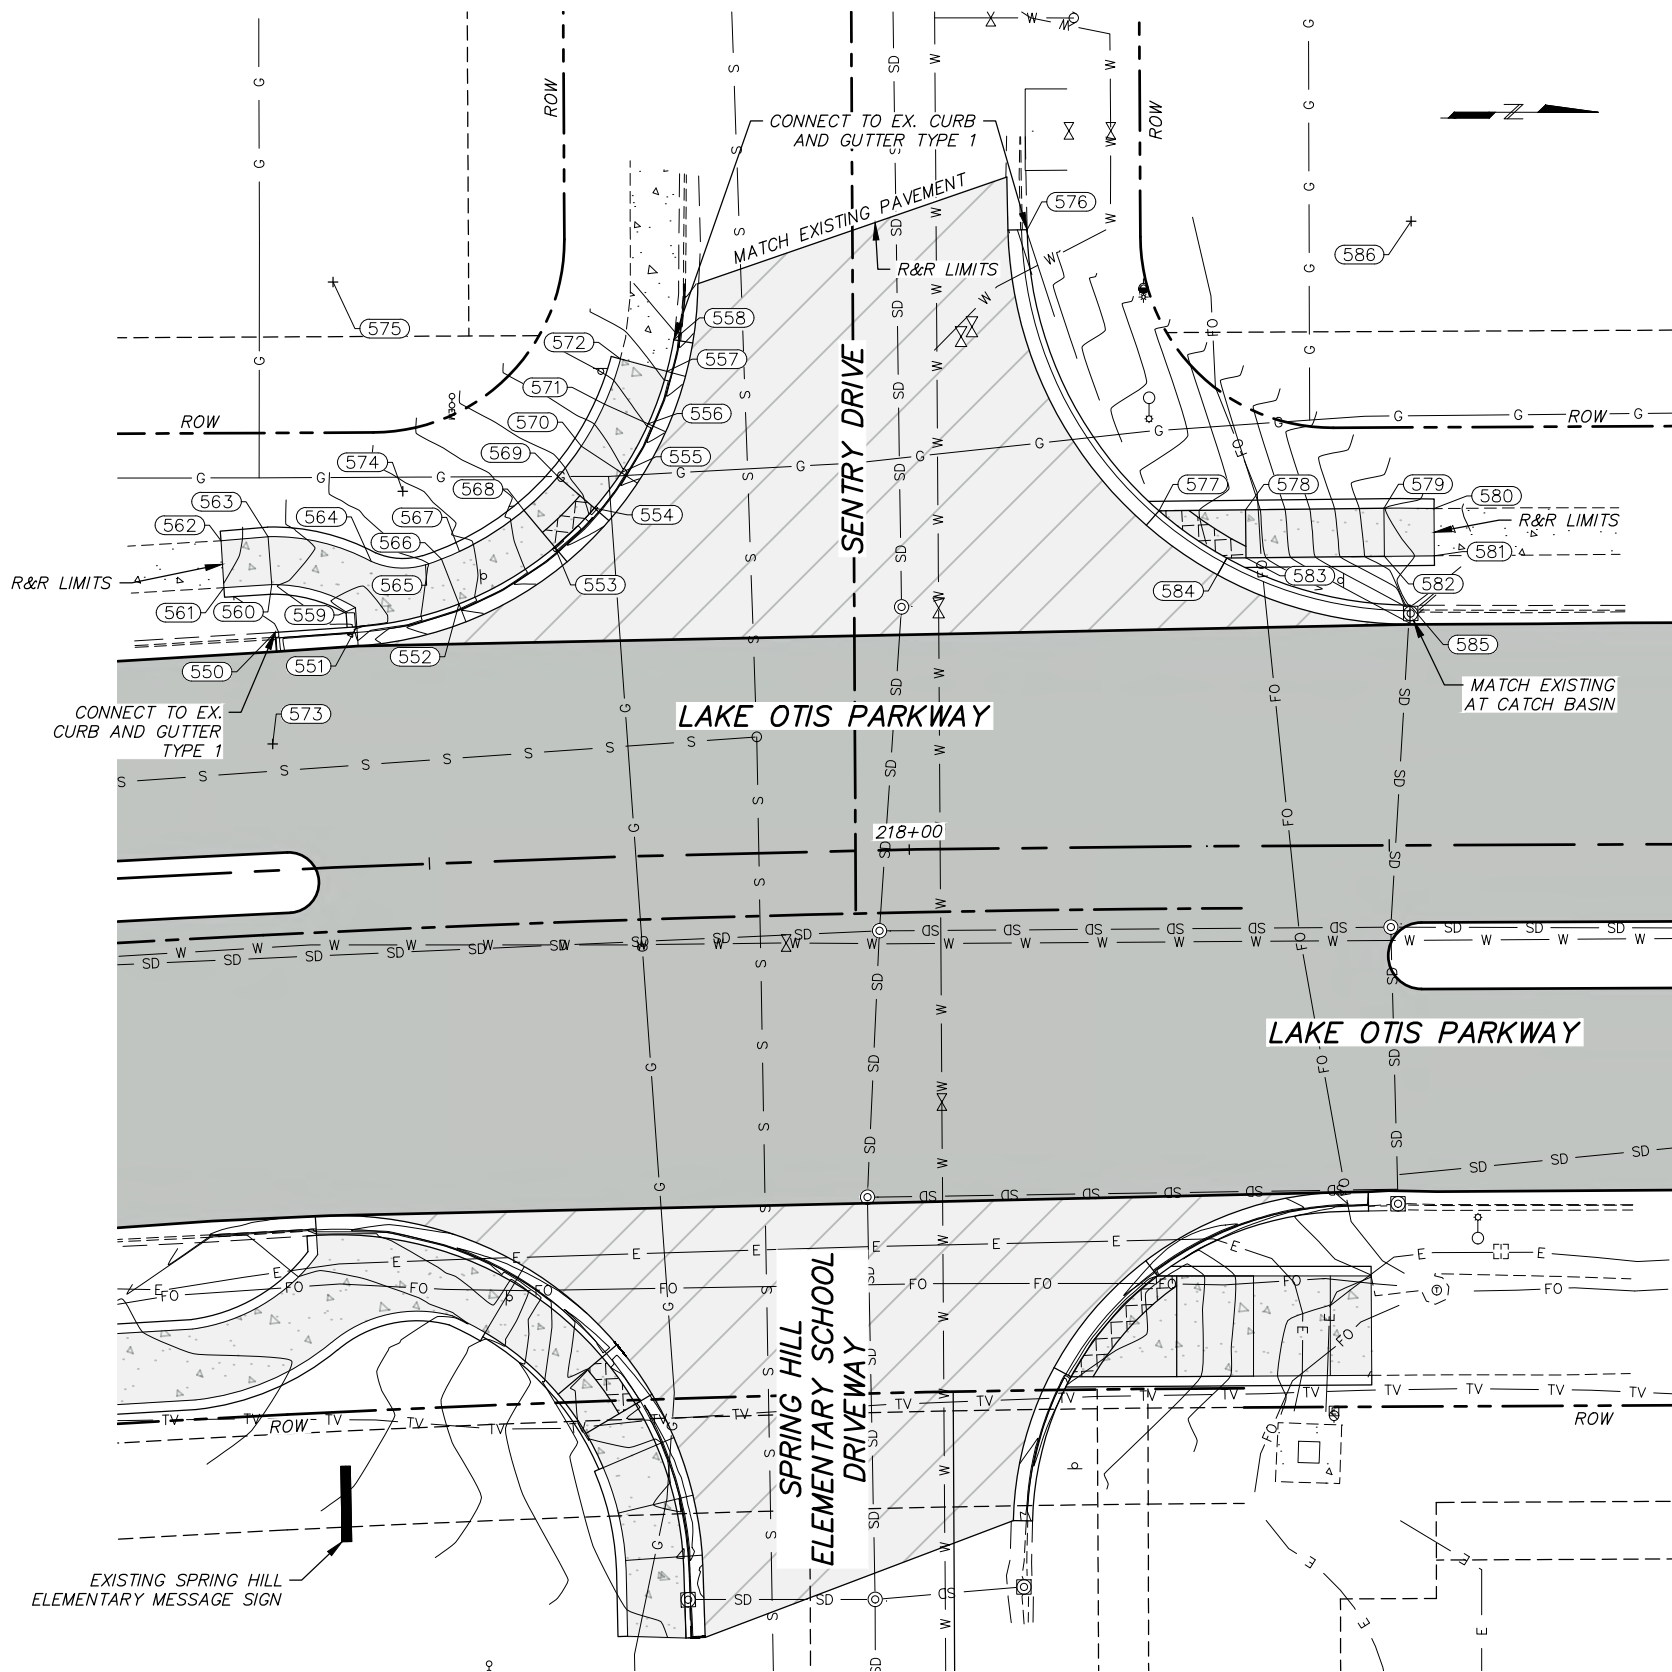 CONNECT TO EX. CURB
AND GUTTER TYPE 1
ROW
ROW
MATCH EXISTING PAVEMENT
R&R LIMITS
576
586
575
558
572
557
571
556
570
555
569
574
568
554
563
564
567
562
566
565
553
561
560
559
552
551
550
ROW
ROW
577
578
579
580
R&R LIMITS
581
582
583
584
585
R&R LIMITS
SENTRY DRIVE
CONNECT TO EX.
CURB AND GUTTER
TYPE 1
573
LAKE OTIS PARKWAY
MATCH EXISTING
AT CATCH BASIN
218+00
LAKE OTIS PARKWAY
SPRING HILL
ELEMENTARY SCHOOL
DRIVEWAY
ROW
ROW
EXISTING SPRING HILL
ELEMENTARY MESSAGE SIGN